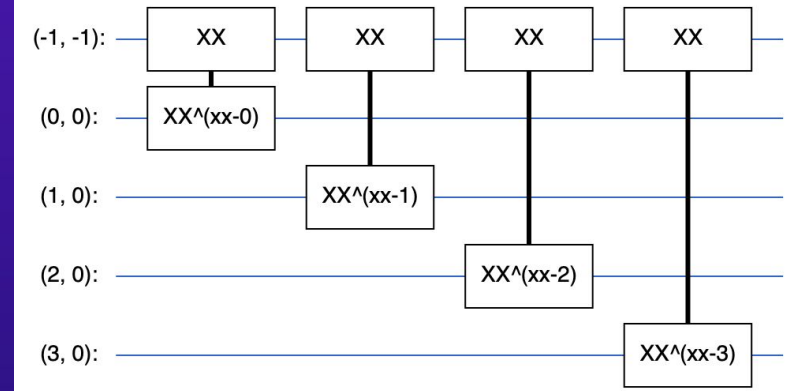 (-1, -1): XX XX XX XX
(0, 0): XX^(xx-0)
(1, 0): XX^(xx-1)
(2, 0): XX^(xx-2)
(3, 0): XX^(xx-3)